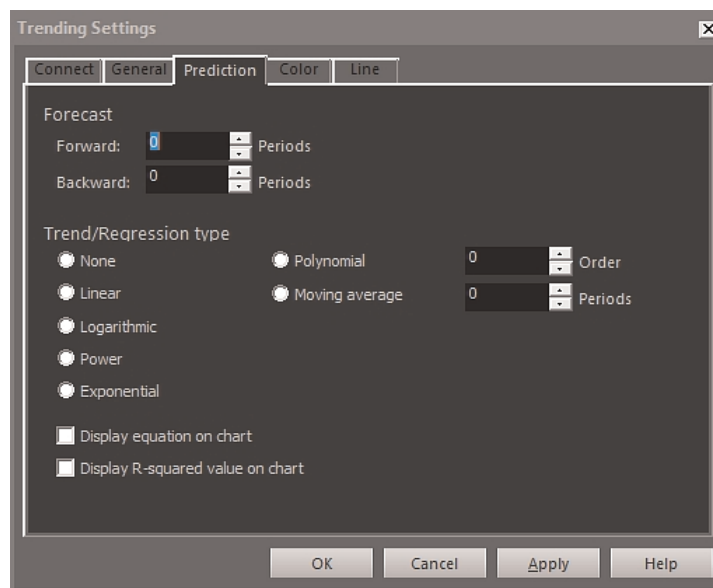 Trending Settings
Connect General Prediction Color Line
Forecast
Forward: 0 Periods
Backward: 0 Periods
Trend/Regression type
None Polynomial 0 Order
Linear Moving average 0 Periods
Logarithmic
Power
Exponential
Display equation on chart
Display R-squared value on chart
OK Cancel Apply Help